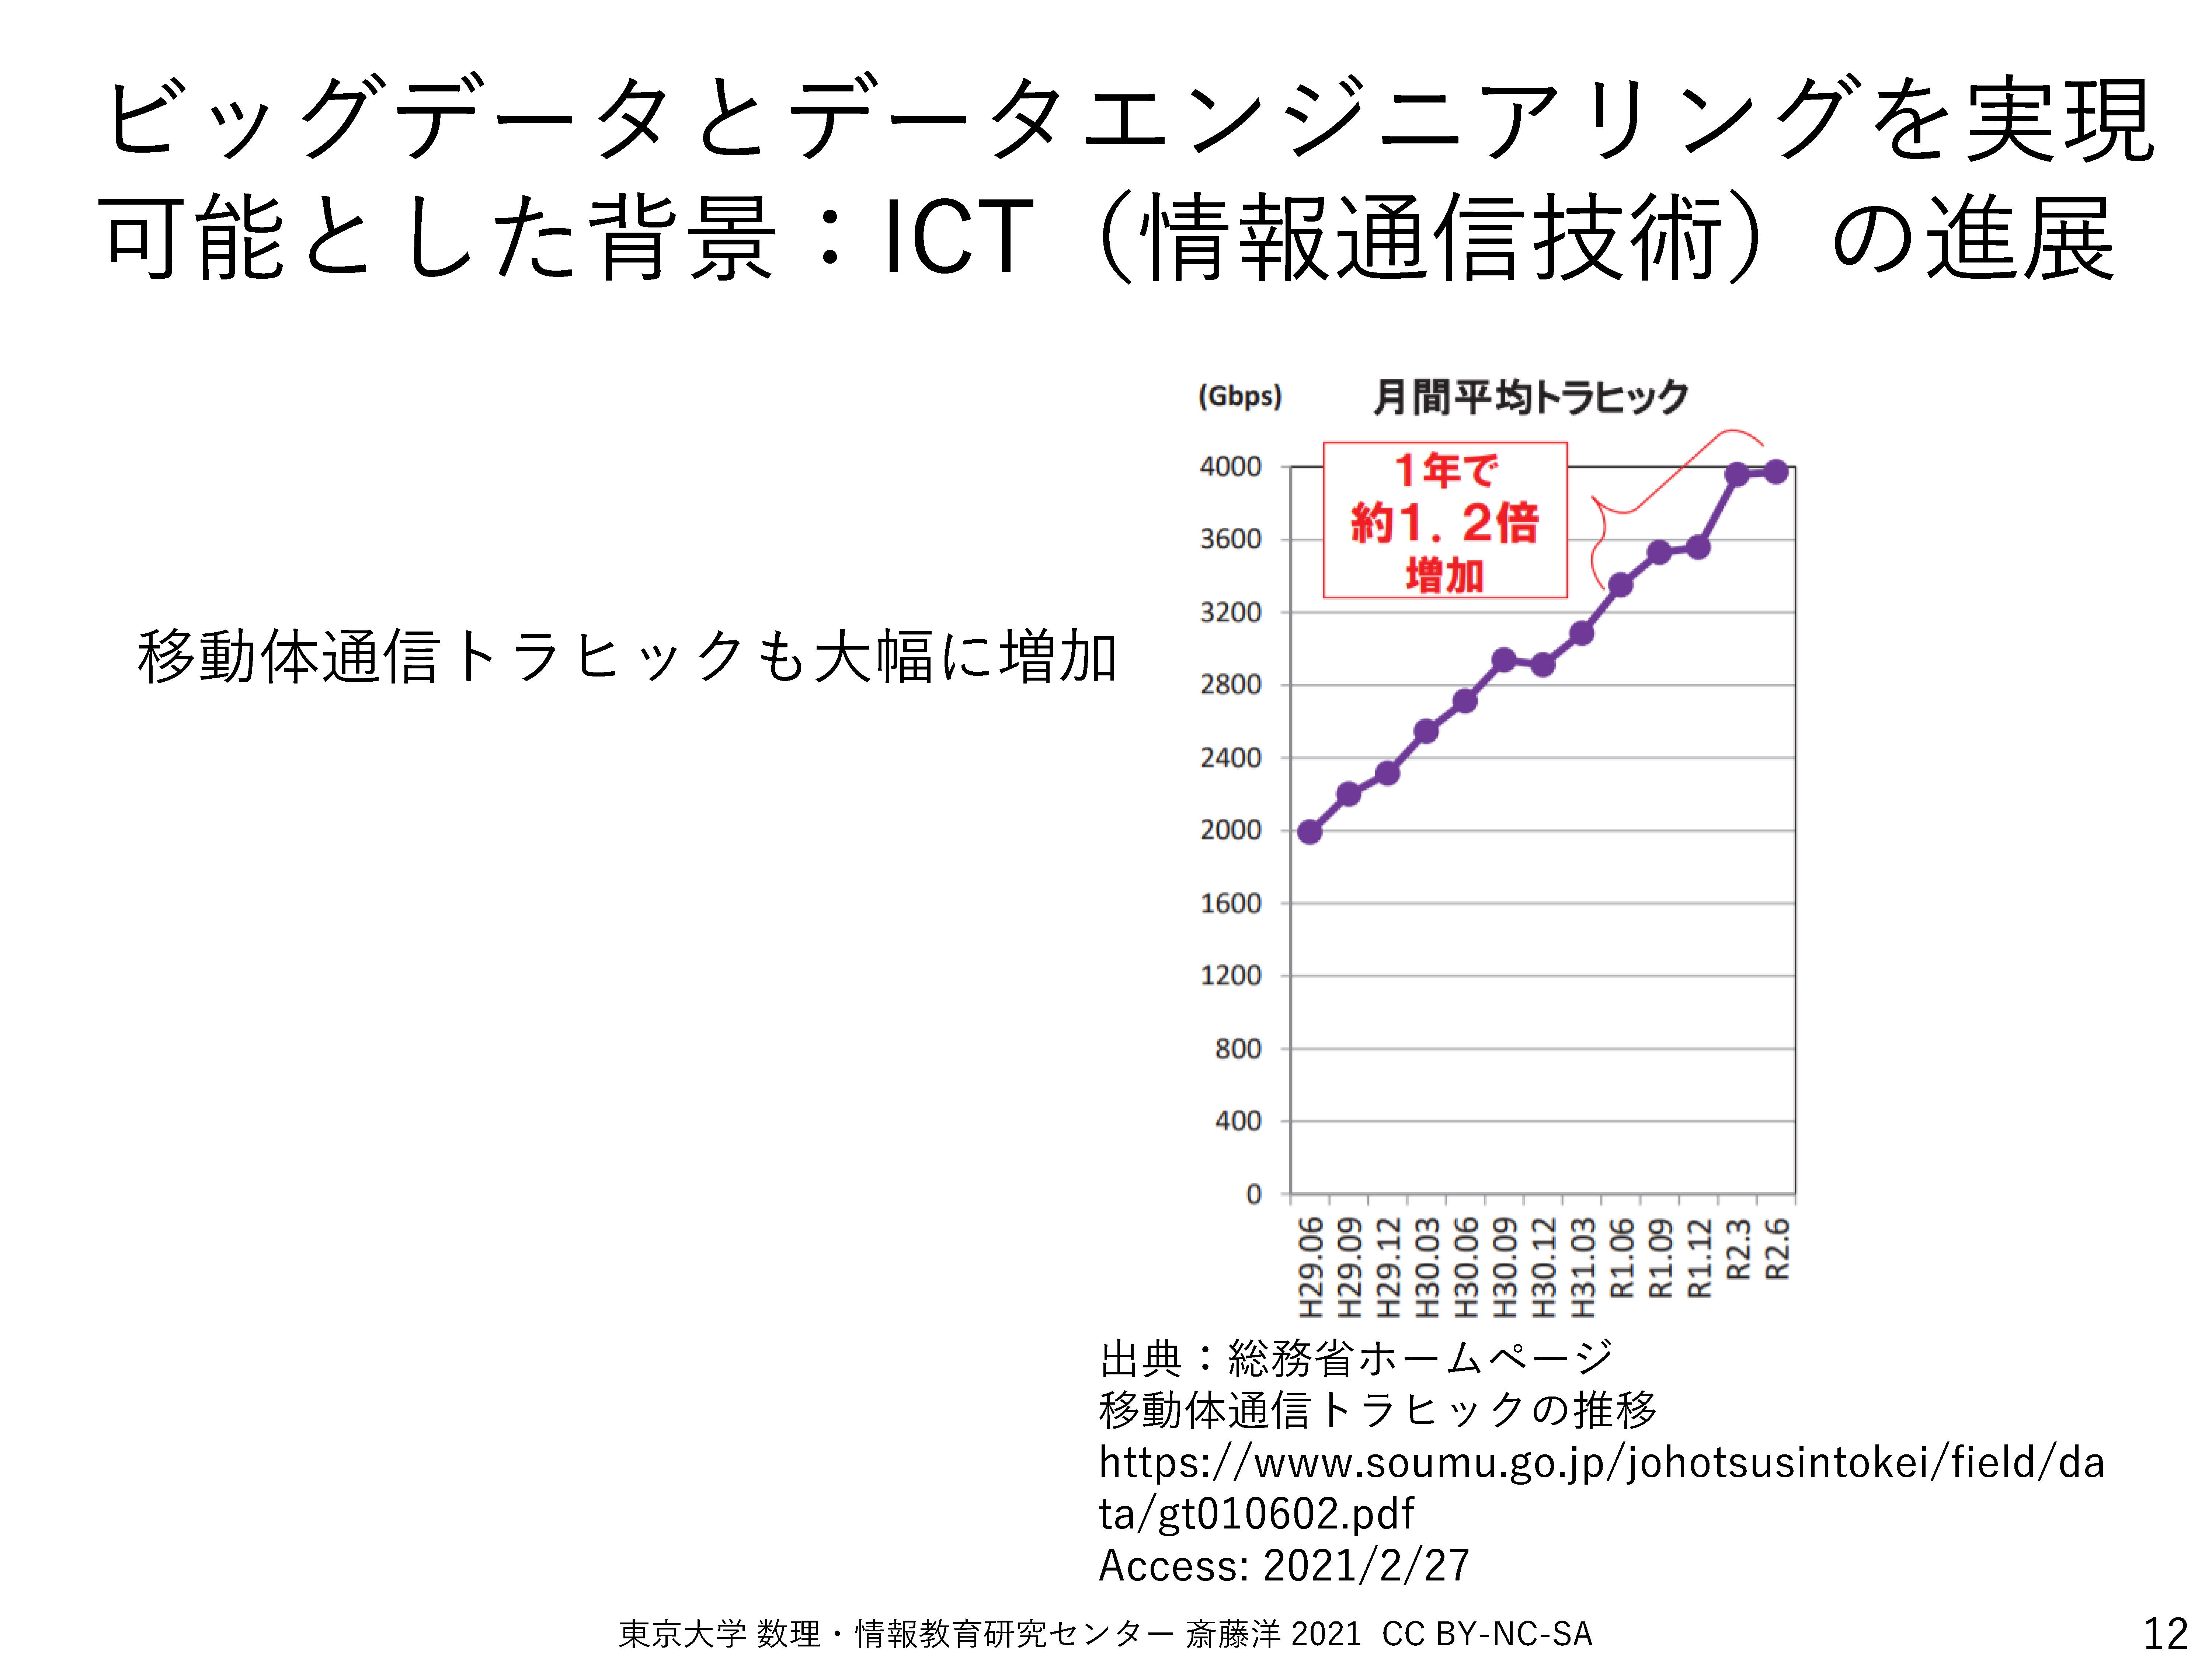 ビッグデータとデータエンジニアリングを実現
可能とした背景：ICT（情報通信技術）の進展
移動体通信トラヒックも大幅に増加
(Gbps)
月間平均トラヒック
1年で
約1．2倍
増加
4000
3600
3200
2800
2400
2000
1600
1200
800
400
0
H29.06
H29.09
H29.12
H30.03
H30.06
H30.09
H30.12
H31.03
R1.06
R1.09
R1.12
R2.3
R2.6
出典：総務省ホームページ
移動体通信トラヒックの推移
https://www.soumu.go.jp/johotsusintokei/field/da
ta/gt010602.pdf
Access: 2021/2/27
東京大学 数理・情報教育研究センター 斎藤洋 2021 CC BY-NC-SA
12